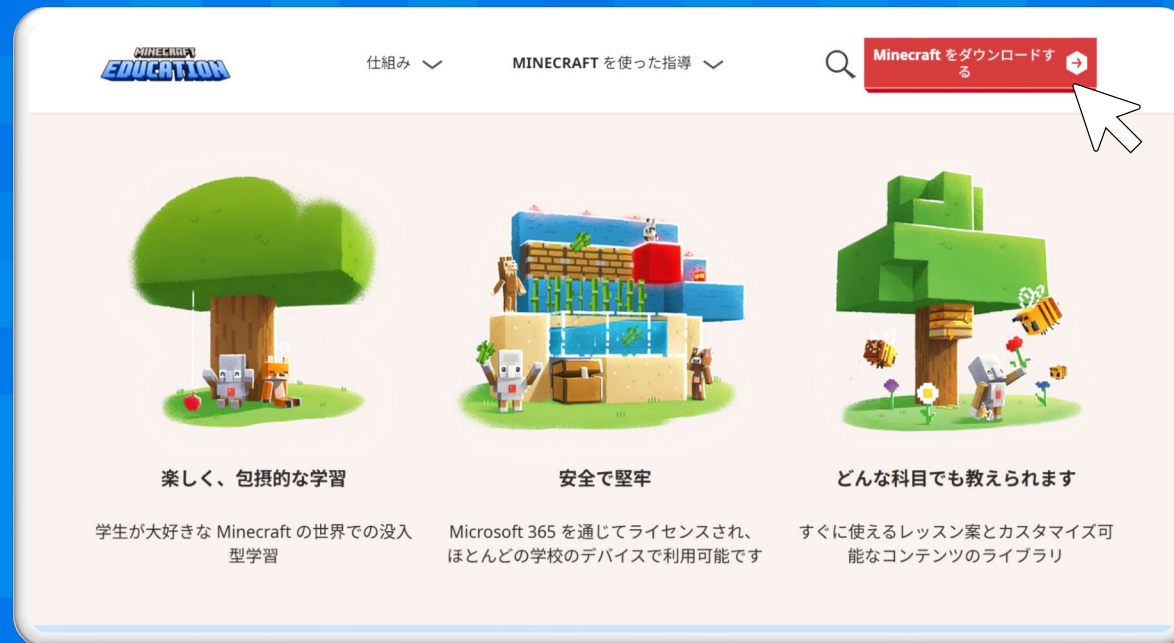 MINECRAFT
EDUCATION
仕組み
MINECRAFT を使った指導
Minecraft をダウンロードす
る
楽しく、包摂的な学習
学生が大好きな Minecraft の世界での没入
型学習
安全で堅牢
Microsoft 365 を通じてライセンスされ、
ほとんどの学校のデバイスで利用可能です
どんな科目でも教えられます
すぐに使えるレッスン案とカスタマイズ可
能なコンテンツのライブラリ